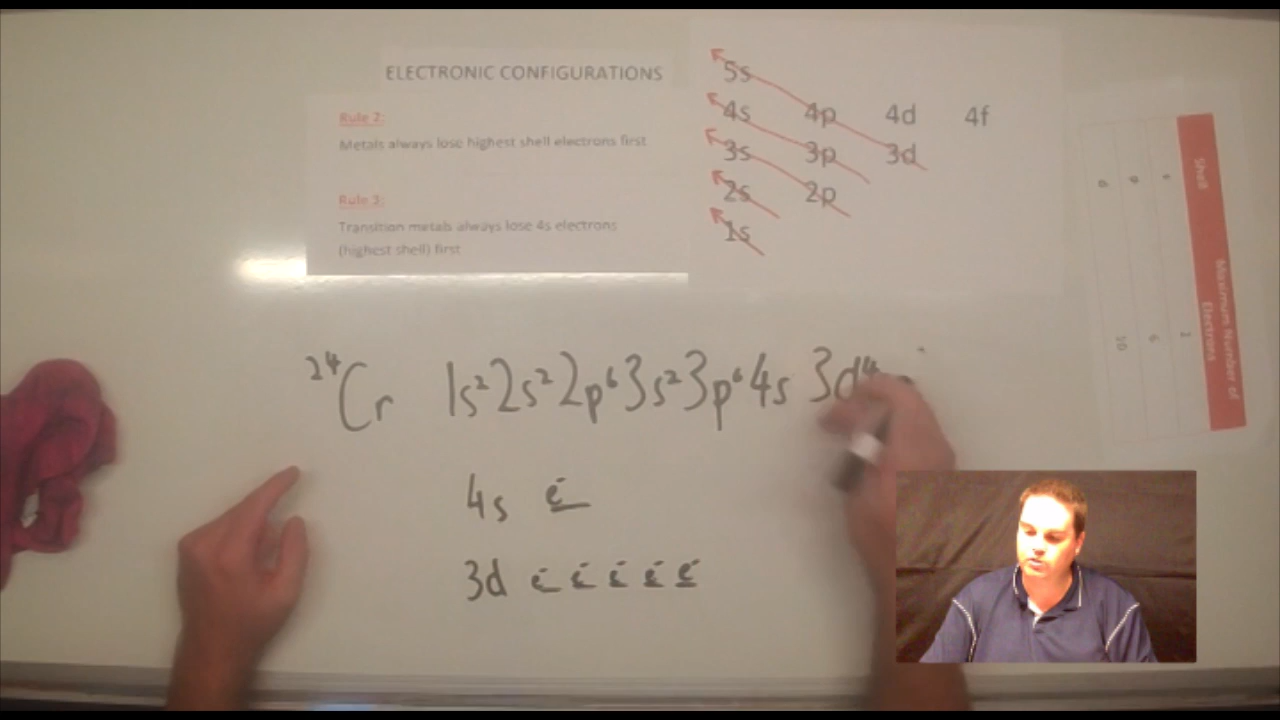 ELECTRONIC CONFIGURATIONS
Rule 2:
Metals always lose highest shell electrons first
Rule 3:
Transition metals always lose 4s electrons
(highest shell) first
5s
4s 4p 4d 4f
3s 3p 3d
2s 2p
1s
Shell
Maximum Number of
Electrons
s 2
p 6
d 10
²⁴Cr 1s² 2s² 2p⁶ 3s² 3p⁶ 4s 3d⁴
4s e⁻
3d e⁻ e⁻ e⁻ e⁻ e⁻